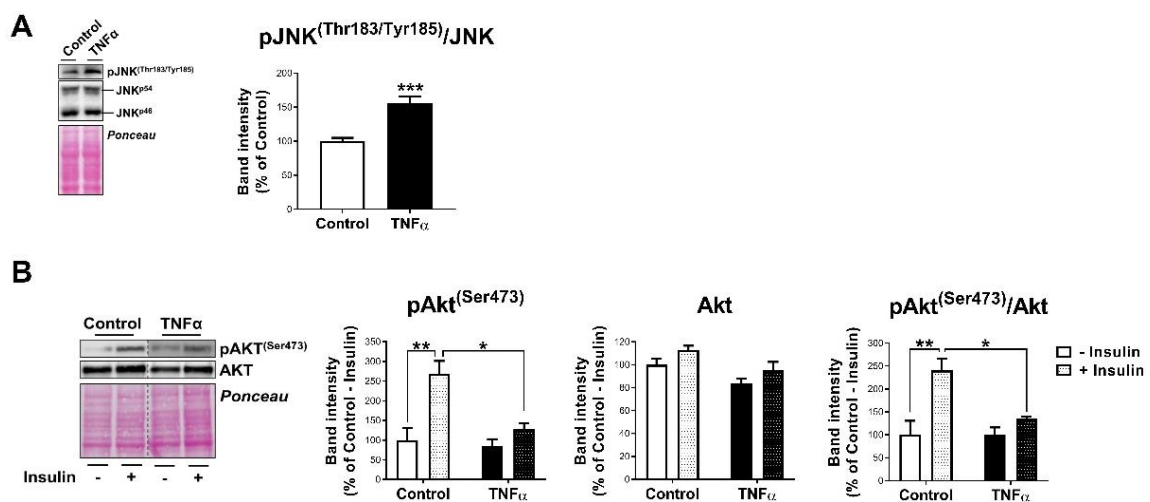 A
Control
TNFα
pJNK(Thr183/Tyr185)
JNKp54
JNKp46
Ponceau
pJNK(Thr183/Tyr185)/JNK
Band intensity
(% of Control)
200
150
100
50
0
***
Control
TNFα
B
Control
TNFα
pAKT(Ser473)
AKT
Ponceau
Insulin
-
+
-
+
pAkt(Ser473)
Band intensity
(% of Control - Insulin)
350
300
250
200
150
100
50
0
**
*
Control
TNFα
Akt
Band intensity
(% of Control - Insulin)
120
100
80
60
40
20
0
Control
TNFα
pAkt(Ser473)/Akt
Band intensity
(% of Control - Insulin)
300
250
200
150
100
50
0
**
*
Control
TNFα
- Insulin
+ Insulin